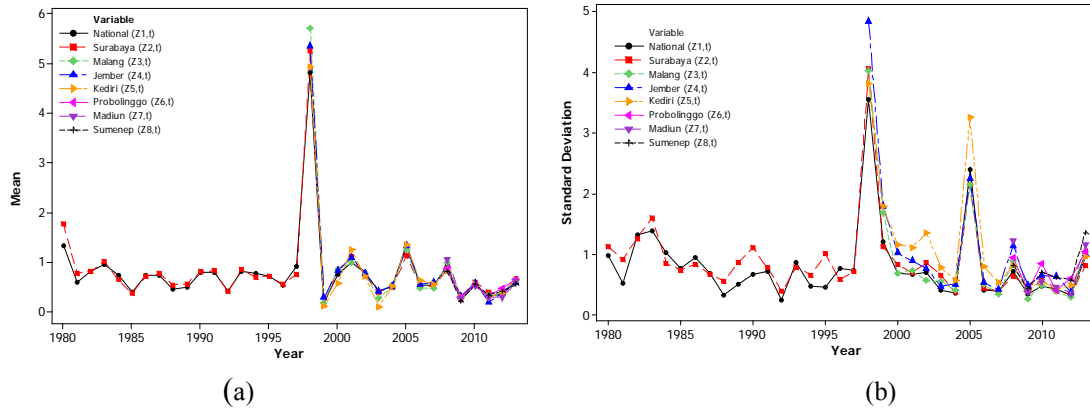 Variable
National (Z1,t)
Surabaya (Z2,t)
Malang (Z3,t)
Jember (Z4,t)
Kediri (Z5,t)
Probolinggo (Z6,t)
Madiun (Z7,t)
Sumenep (Z8,t)
Mean
6
5
4
3
2
1
0
1980 1985 1990 1995 2000 2005 2010
Year
(a)
Variable
National (Z1,t)
Surabaya (Z2,t)
Malang (Z3,t)
Jember (Z4,t)
Kediri (Z5,t)
Probolinggo (Z6,t)
Madiun (Z7,t)
Sumenep (Z8,t)
Standard Deviation
5
4
3
2
1
0
1980 1985 1990 1995 2000 2005 2010
Year
(b)